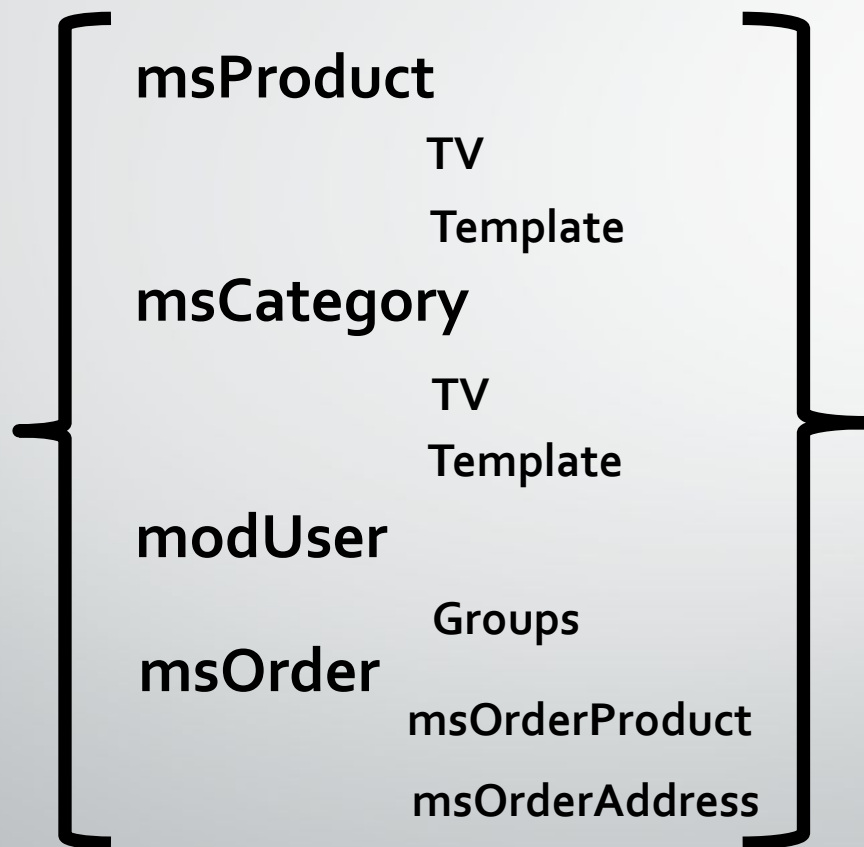 msProduct
TV
Template
msCategory
TV
Template
modUser
Groups
msOrder
msOrderProduct
msOrderAddress